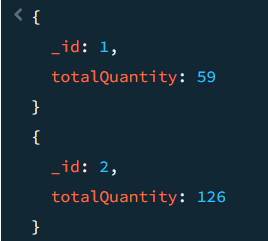 {
_id: 1,
totalQuantity: 59
}
{
_id: 2,
totalQuantity: 126
}